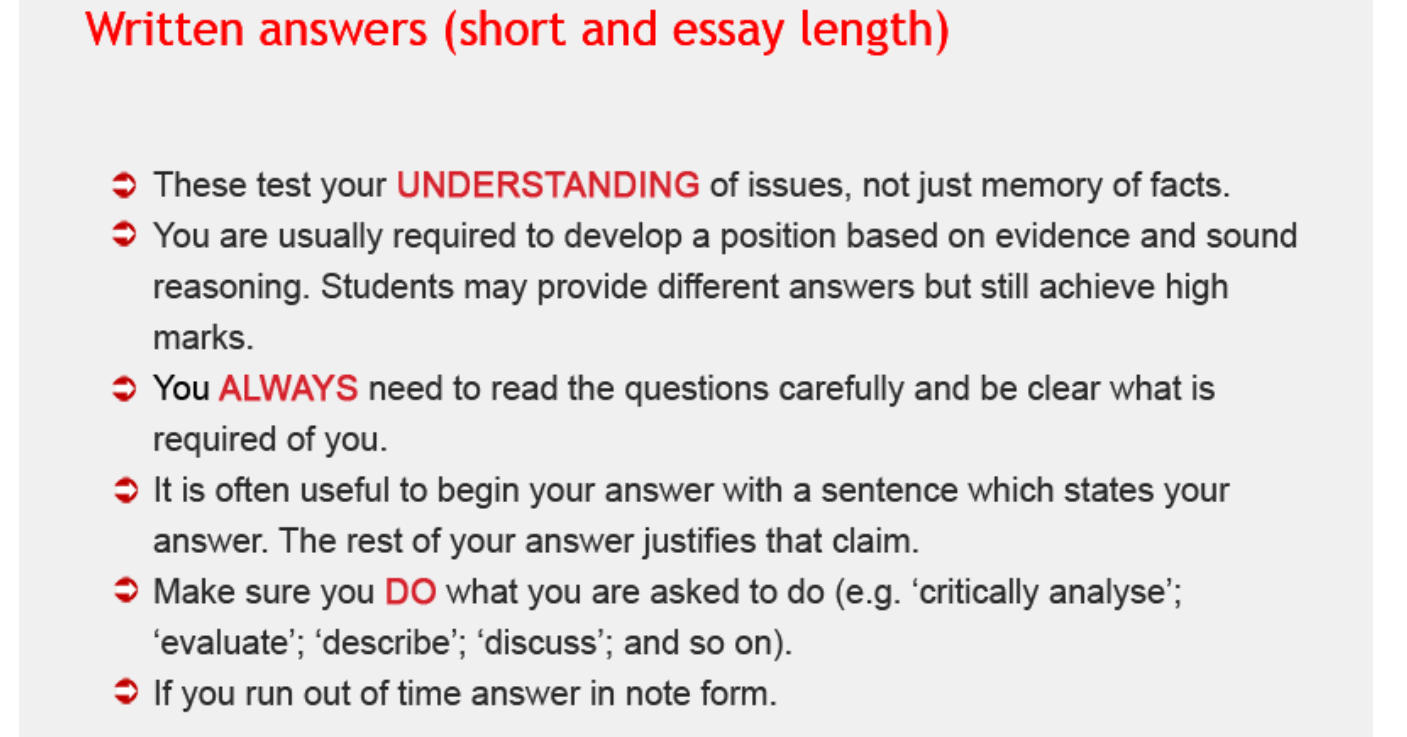 Written answers (short and essay length)
These test your UNDERSTANDING of issues, not just memory of facts.
You are usually required to develop a position based on evidence and sound
reasoning. Students may provide different answers but still achieve high
marks.
You ALWAYS need to read the questions carefully and be clear what is
required of you.
It is often useful to begin your answer with a sentence which states your
answer. The rest of your answer justifies that claim.
Make sure you DO what you are asked to do (e.g. ‘critically analyse’;
‘evaluate’; ‘describe’; ‘discuss’; and so on).
If you run out of time answer in note form.